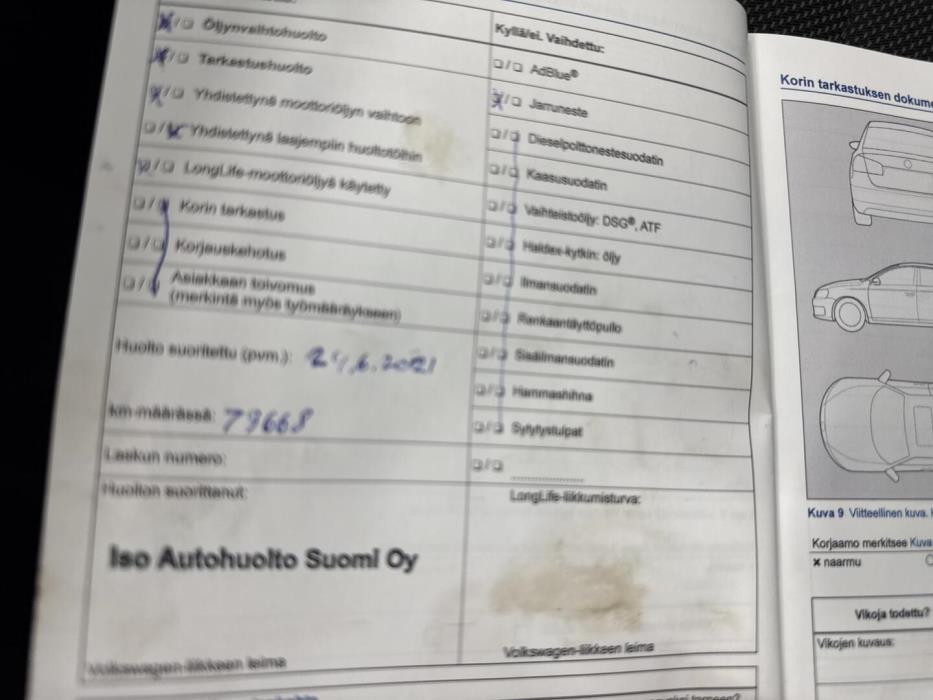 ☒/☐ Öljynvaihtohuolto
☒/☐ Tarkastushuolto
☒/☐ Yhdistettynä moottoriöljyn vaihtoon
☐/☒ Yhdistettynä laajempiin huoltotöihin
☒/☐ LongLife-moottoriöljyä käytetty
☐/☐ Korin tarkastus
☐/☐ Korjauskehotus
☐/☐ Asiakkaan toivomus
(merkintä myös työmääräykseen)
Huolto suoritettu (pvm.): .6.2021
km-määrässä: 79668
Laskun numero:
Huollon suorittanut:
Iso Autohuolto Suomi Oy
Volkswagen-liikkeen leima
Kyllä/ei. Vaihdettu:
☐/☐ AdBlue®
☒/☐ Jarruneste
☐/☐ Dieselpolttonestesuodatin
☐/☐ Kaasusuodatin
☐/☐ Vaihteistoöljy: DSG®, ATF
☐/☐ Haldex-kytkin: öljy
☐/☐ Ilmansuodatin
☐/☐ Renkaantäyttöpullo
☐/☐ Sisäilmansuodatin
☐/☐ Hammashihna
☐/☐ Sytytystulpat
☐/☐
LongLife-liikkumisturva:
Volkswagen-liikkeen leima
Korin tarkastuksen dokume
Kuva 9 Viitteellinen kuva.
Korjaamo merkitsee Kuva
x naarmu
Vikoja todettu?
Vikojen kuvaus: